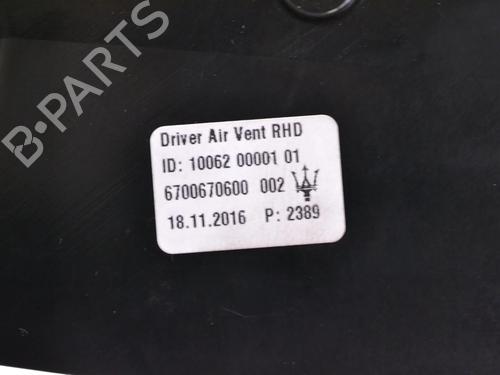 B-PARTS
Driver Air Vent RHD
ID: 10062 00001 01
6700670600 002
18.11.2016 P: 2389